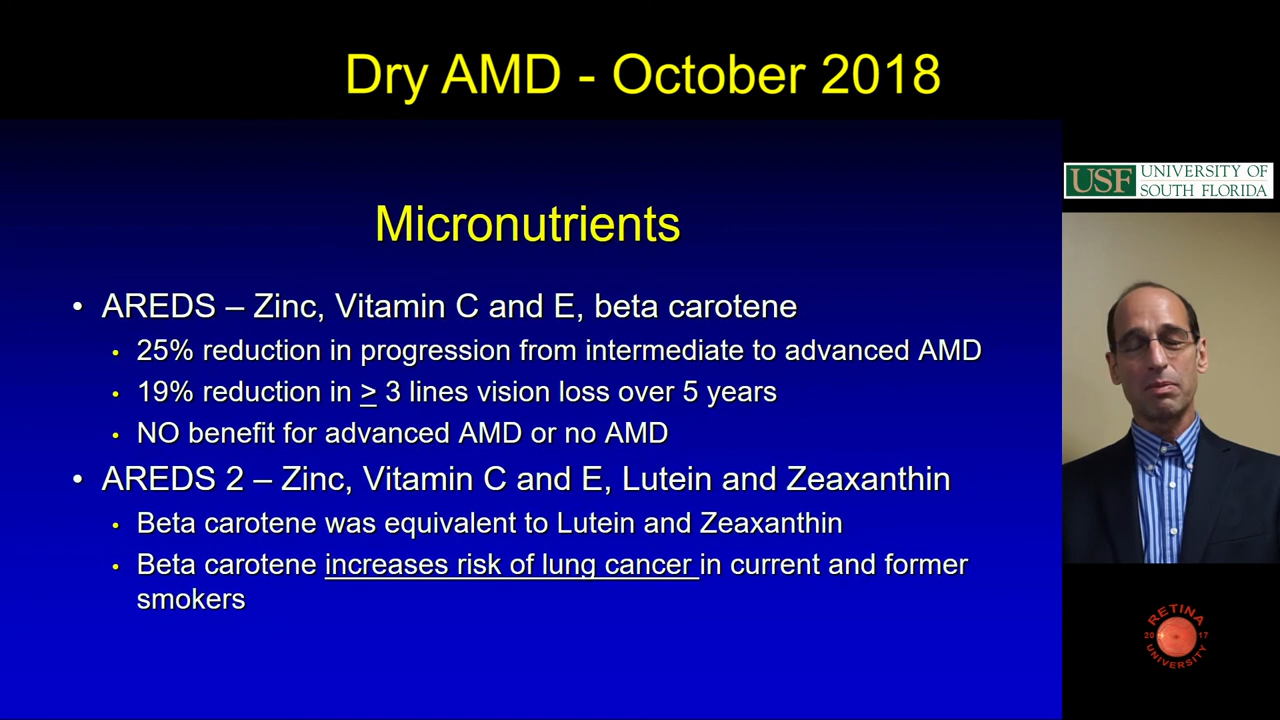 Dry AMD - October 2018
USF UNIVERSITY OF
SOUTH FLORIDA
Micronutrients
• AREDS – Zinc, Vitamin C and E, beta carotene
• 25% reduction in progression from intermediate to advanced AMD
• 19% reduction in > 3 lines vision loss over 5 years
• NO benefit for advanced AMD or no AMD
• AREDS 2 – Zinc, Vitamin C and E, Lutein and Zeaxanthin
• Beta carotene was equivalent to Lutein and Zeaxanthin
• Beta carotene increases risk of lung cancer in current and former
smokers
RETINA
20 17
UNIVERSITY